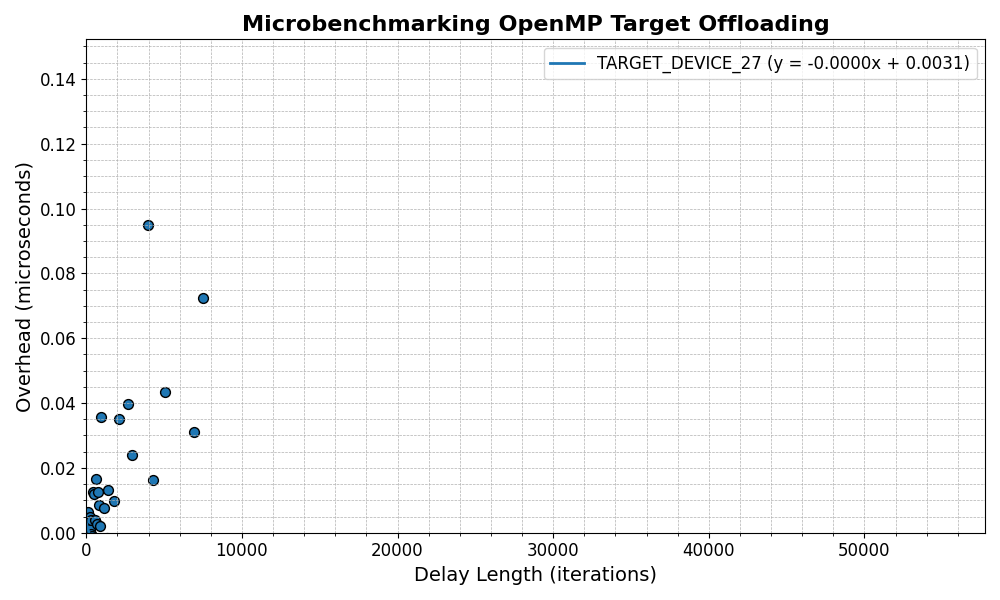 Microbenchmarking OpenMP Target Offloading
TARGET_DEVICE_27 (y = -0.0000x + 0.0031)
Overhead (microseconds)
0.14
0.12
0.10
0.08
0.06
0.04
0.02
0.00
0 10000 20000 30000 40000 50000
Delay Length (iterations)